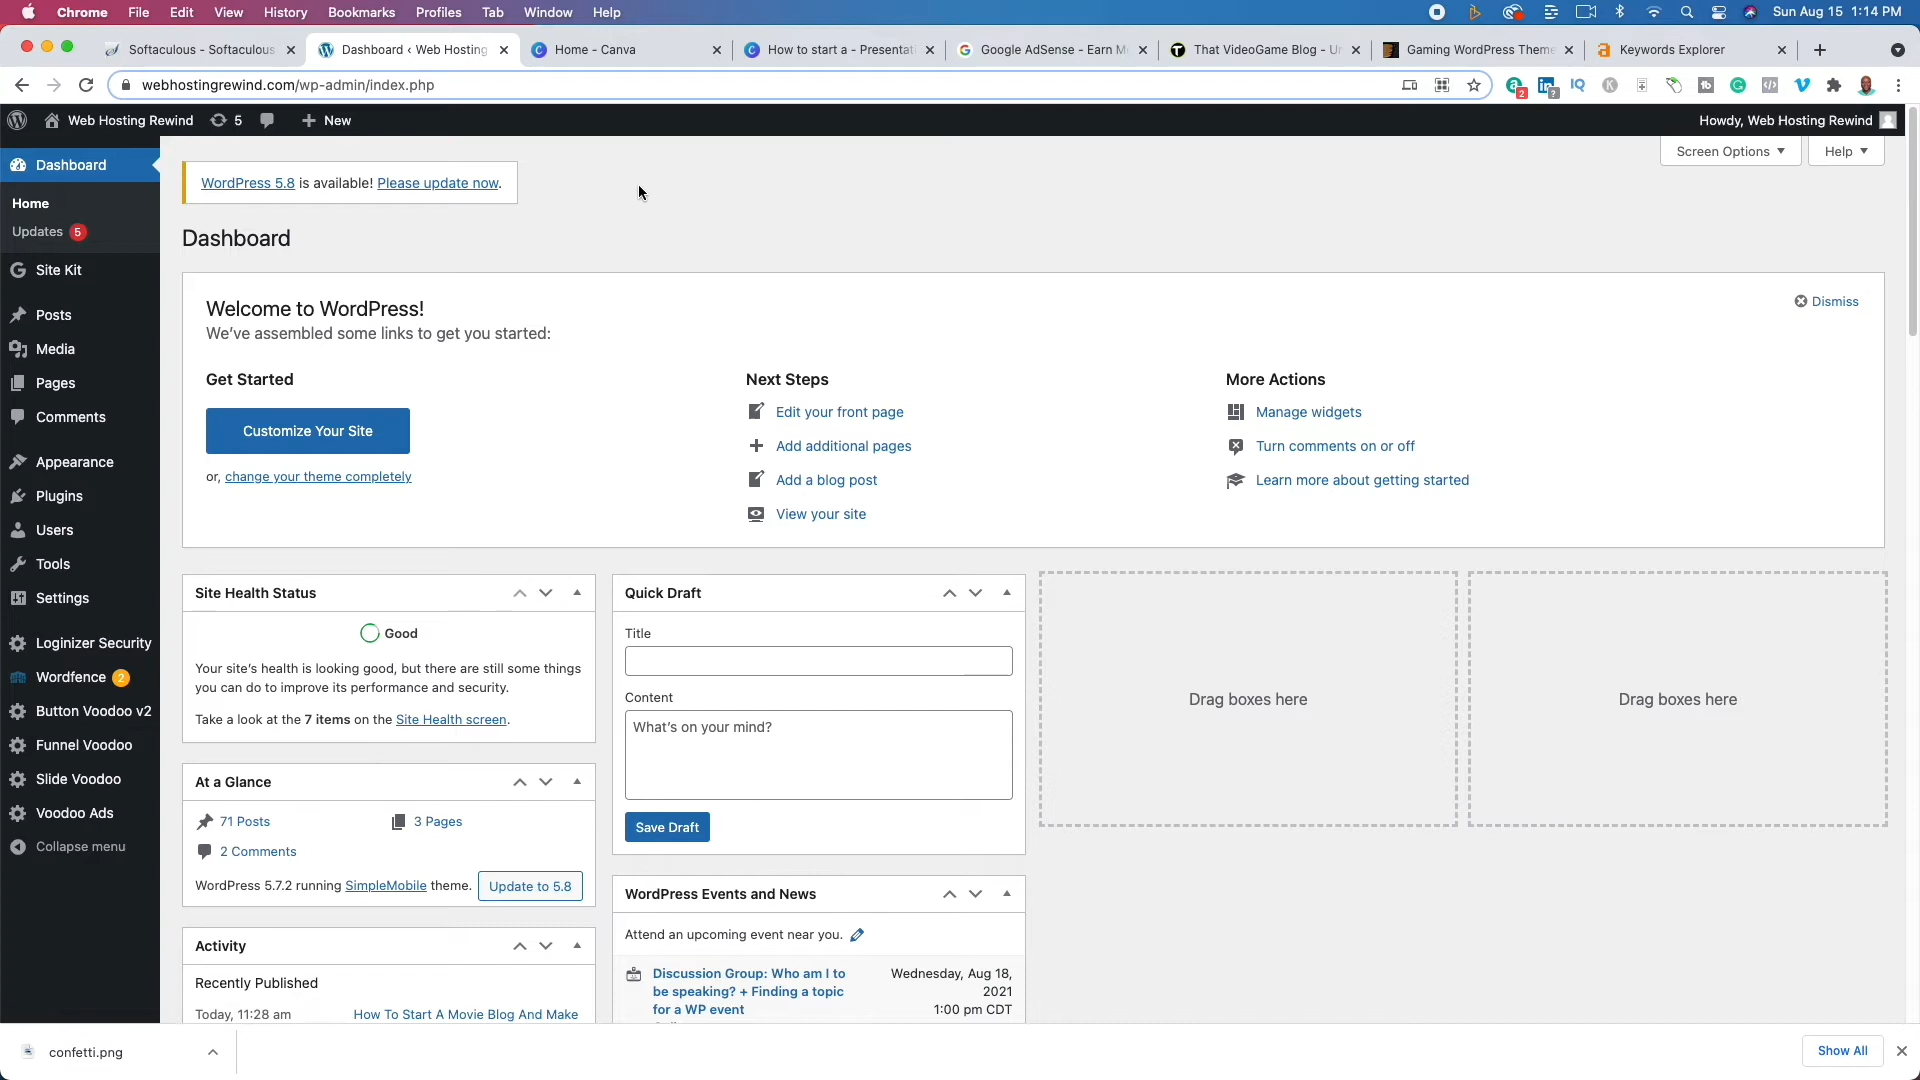 Chrome File Edit View History Bookmarks Profiles Tab Window Help Sun Aug 15 1:14 PM
Softaculous - Softaculous Dashboard ‹ Web Hosting Home - Canva How to start a - Presentati Google AdSense - Earn M That VideoGame Blog - Un Gaming WordPress Theme Keywords Explorer
webhostingrewind.com/wp-admin/index.php
Web Hosting Rewind 5 New Howdy, Web Hosting Rewind
Dashboard
Home
Updates 5
Site Kit
Posts
Media
Pages
Comments
Appearance
Plugins
Users
Tools
Settings
Loginizer Security
Wordfence 2
Button Voodoo v2
Funnel Voodoo
Slide Voodoo
Voodoo Ads
Collapse menu
Screen Options Help
WordPress 5.8 is available! Please update now.
Dashboard
Welcome to WordPress!
We've assembled some links to get you started:
Dismiss
Get Started
Customize Your Site
or, change your theme completely
Next Steps
Edit your front page
Add additional pages
Add a blog post
View your site
More Actions
Manage widgets
Turn comments on or off
Learn more about getting started
Site Health Status
Good
Your site's health is looking good, but there are still some things
you can do to improve its performance and security.
Take a look at the 7 items on the Site Health screen.
At a Glance
71 Posts 3 Pages
2 Comments
WordPress 5.7.2 running SimpleMobile theme. Update to 5.8
Activity
Recently Published
Today, 11:28 am How To Start A Movie Blog And Make
Quick Draft
Title
Content
What's on your mind?
Save Draft
WordPress Events and News
Attend an upcoming event near you.
Discussion Group: Who am I to
be speaking? + Finding a topic
for a WP event
Wednesday, Aug 18,
2021
1:00 pm CDT
Drag boxes here
Drag boxes here
confetti.png Show All